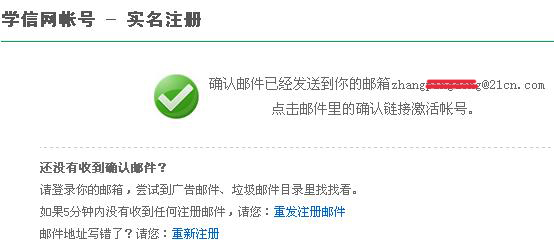 学信网帐号 – 实名注册
确认邮件已经发送到你的邮箱zhang g@21cn.com
点击邮件里的确认链接激活帐号。
还没有收到确认邮件？
请登录你的邮箱，尝试到广告邮件、垃圾邮件目录里找找看。
如果5分钟内没有收到任何注册邮件，请您：重发注册邮件
邮件地址写错了？请您：重新注册